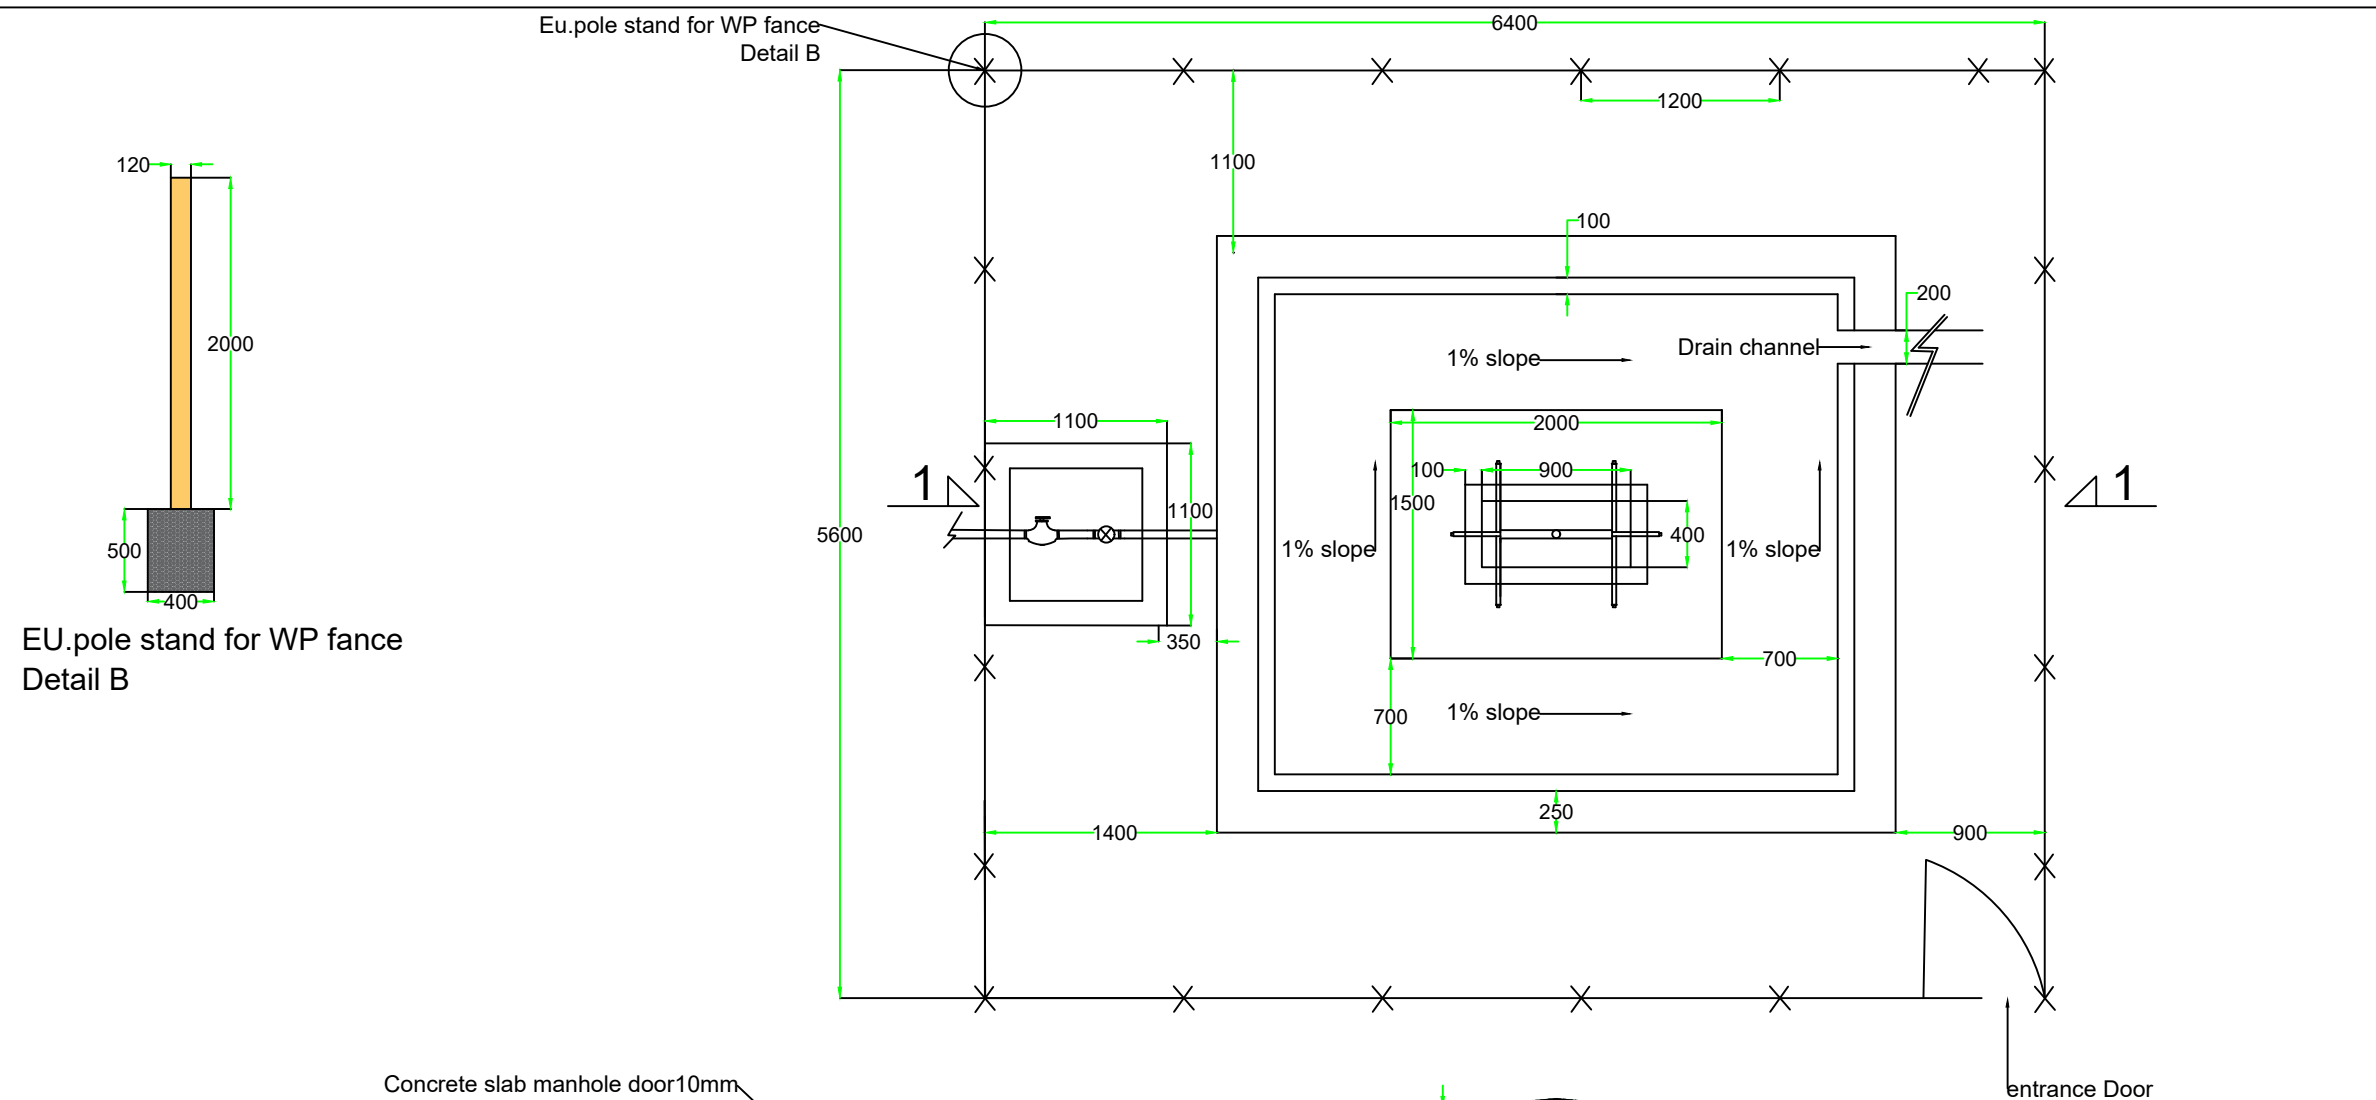 Eu.pole stand for WP fance
Detail B
6400
1200
1100
120
2000
500
400
EU.pole stand for WP fance
Detail B
100
200
Drain channel
1% slope
1100
2000
1
100
900
1500
1100
400
1
5600
1% slope
1% slope
350
700
700
1% slope
250
1400
900
Concrete slab manhole door10mm
entrance Door